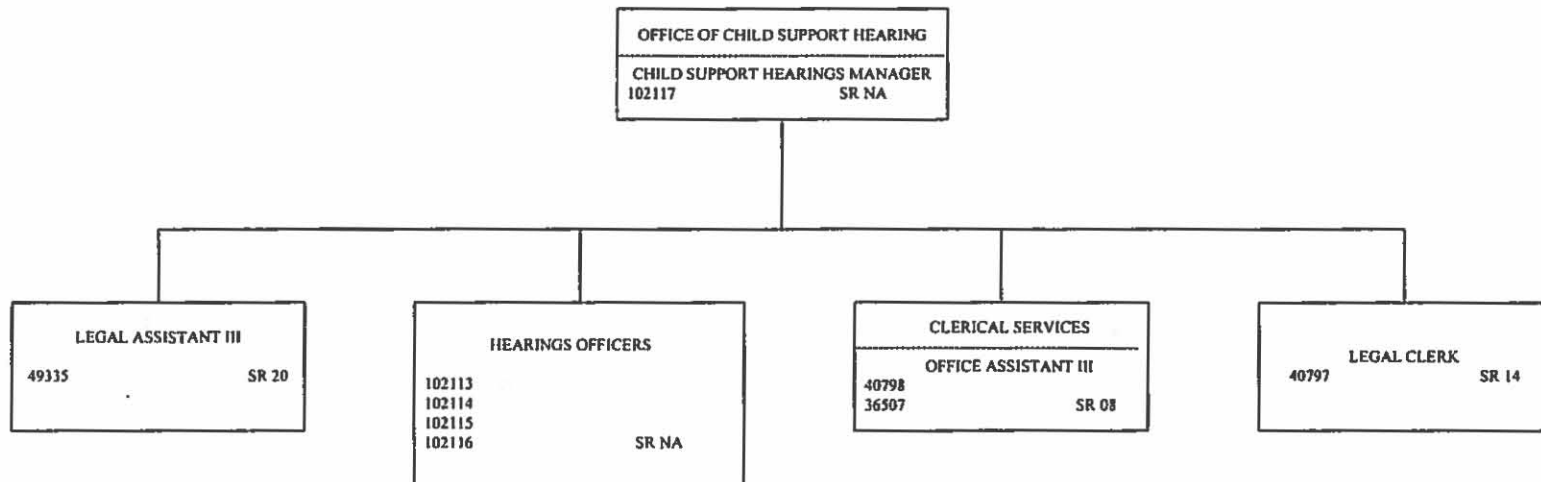 OFFICE OF CHILD SUPPORT HEARING
CHILD SUPPORT HEARINGS MANAGER
102117 SR NA
LEGAL ASSISTANT III
49335 SR 20
HEARINGS OFFICERS
102113
102114
102115
102116 SR NA
CLERICAL SERVICES
OFFICE ASSISTANT III
40798
36507 SR 08
LEGAL CLERK
40797 SR 14